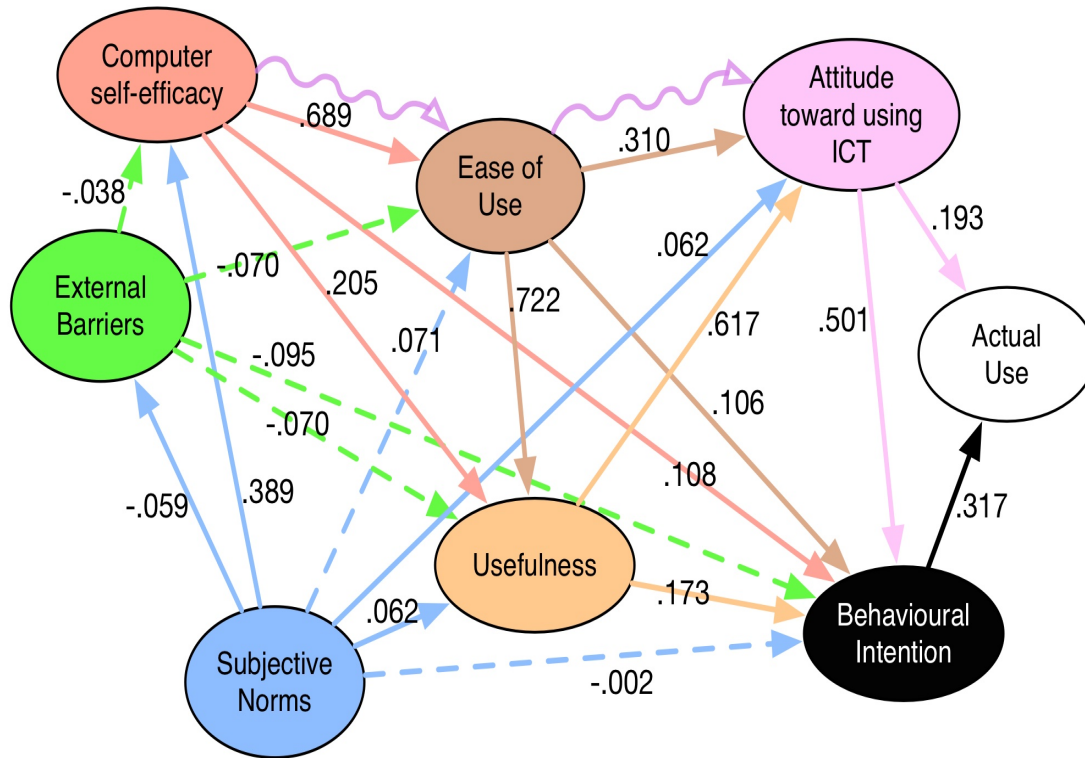 Computer
self-efficacy
Attitude
toward using
ICT
.689
.310
Ease of
Use
-.038
.193
.062
-.070
External
Barriers
.205
.722
.617
.501
Actual
Use
.071
-.095
.106
-.070
.108
.389
-.059
.317
Usefulness
.173
.062
Behavioural
Intention
Subjective
Norms
-.002